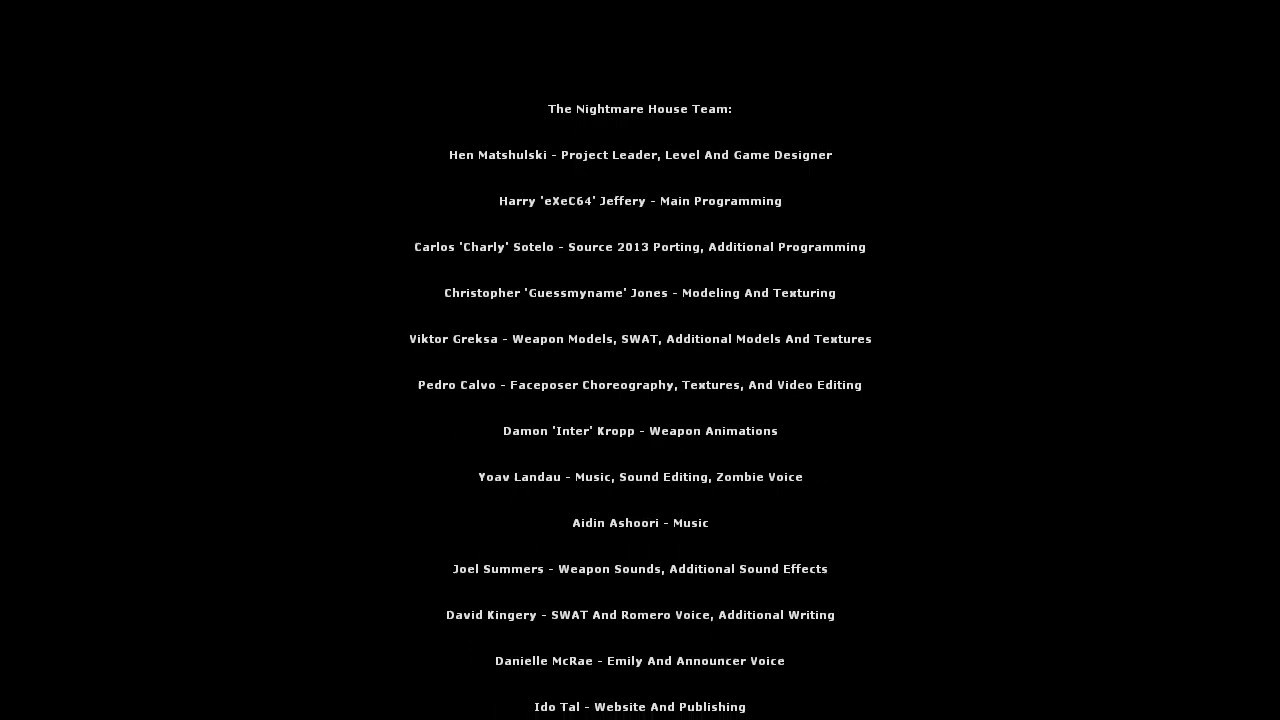 The Nightmare House Team:
Hen Matshulski - Project Leader, Level And Game Designer
Harry 'eXeC64' Jeffery - Main Programming
Carlos 'Charly' Sotelo - Source 2013 Porting, Additional Programming
Christopher 'Guessmyname' Jones - Modeling And Texturing
Viktor Greksa - Weapon Models, SWAT, Additional Models And Textures
Pedro Calvo - Faceposer Choreography, Textures, And Video Editing
Damon 'Inter' Kropp - Weapon Animations
Yoav Landau - Music, Sound Editing, Zombie Voice
Aidin Ashoori - Music
Joel Summers - Weapon Sounds, Additional Sound Effects
David Kingery - SWAT And Romero Voice, Additional Writing
Danielle McRae - Emily And Announcer Voice
Ido Tal - Website And Publishing